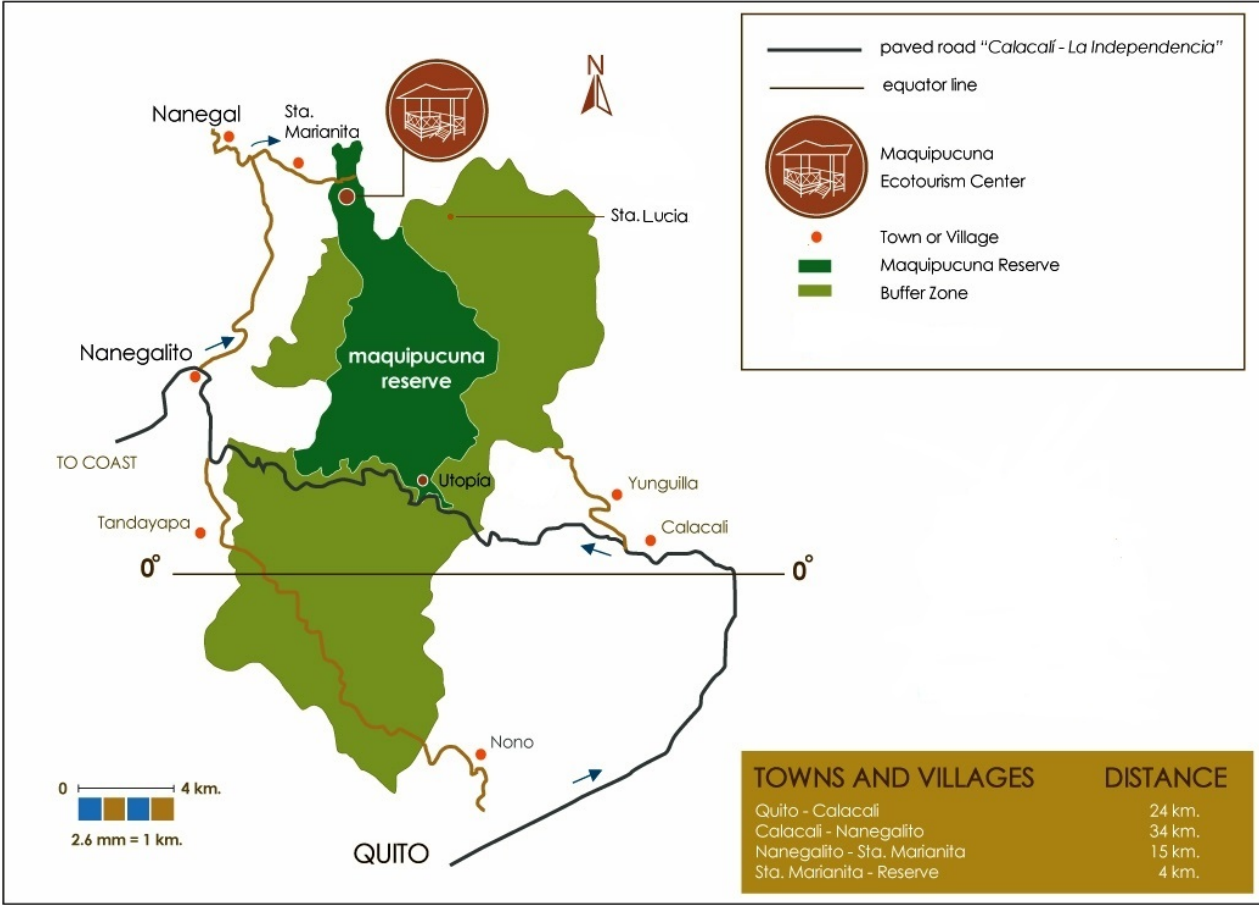 N
Nanegal
Sta.
Marianita
Sta. Lucia
Nanegalito
maquipucuna
reserve
TO COAST
Utopía
Yunguilla
Tandayapa
Calacali
0°
0°
Nono
QUITO
0
4 km.
2.6 mm = 1 km.
paved road "Calacalí - La Independencia"
equator line
Maquipucuna
Ecotourism Center
Town or Village
Maquipucuna Reserve
Buffer Zone
TOWNS AND VILLAGES DISTANCE
Quito - Calacali 24 km.
Calacali - Nanegalito 34 km.
Nanegalito - Sta. Marianita 15 km.
Sta. Marianita - Reserve 4 km.